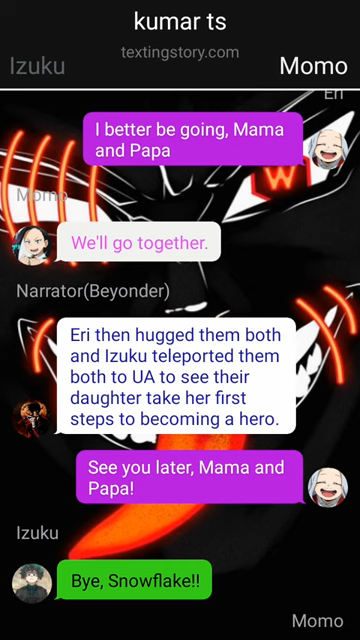 kumar ts
textingstory.com
Izuku
Momo
Eri
I better be going, Mama
and Papa
W
Momo
We'll go together.
Narrator(Beyonder)
Eri then hugged them both
and Izuku teleported them
both to UA to see their
daughter take her first
steps to becoming a hero.
See you later, Mama and
Papa!
Izuku
Bye, Snowflake!!
Momo